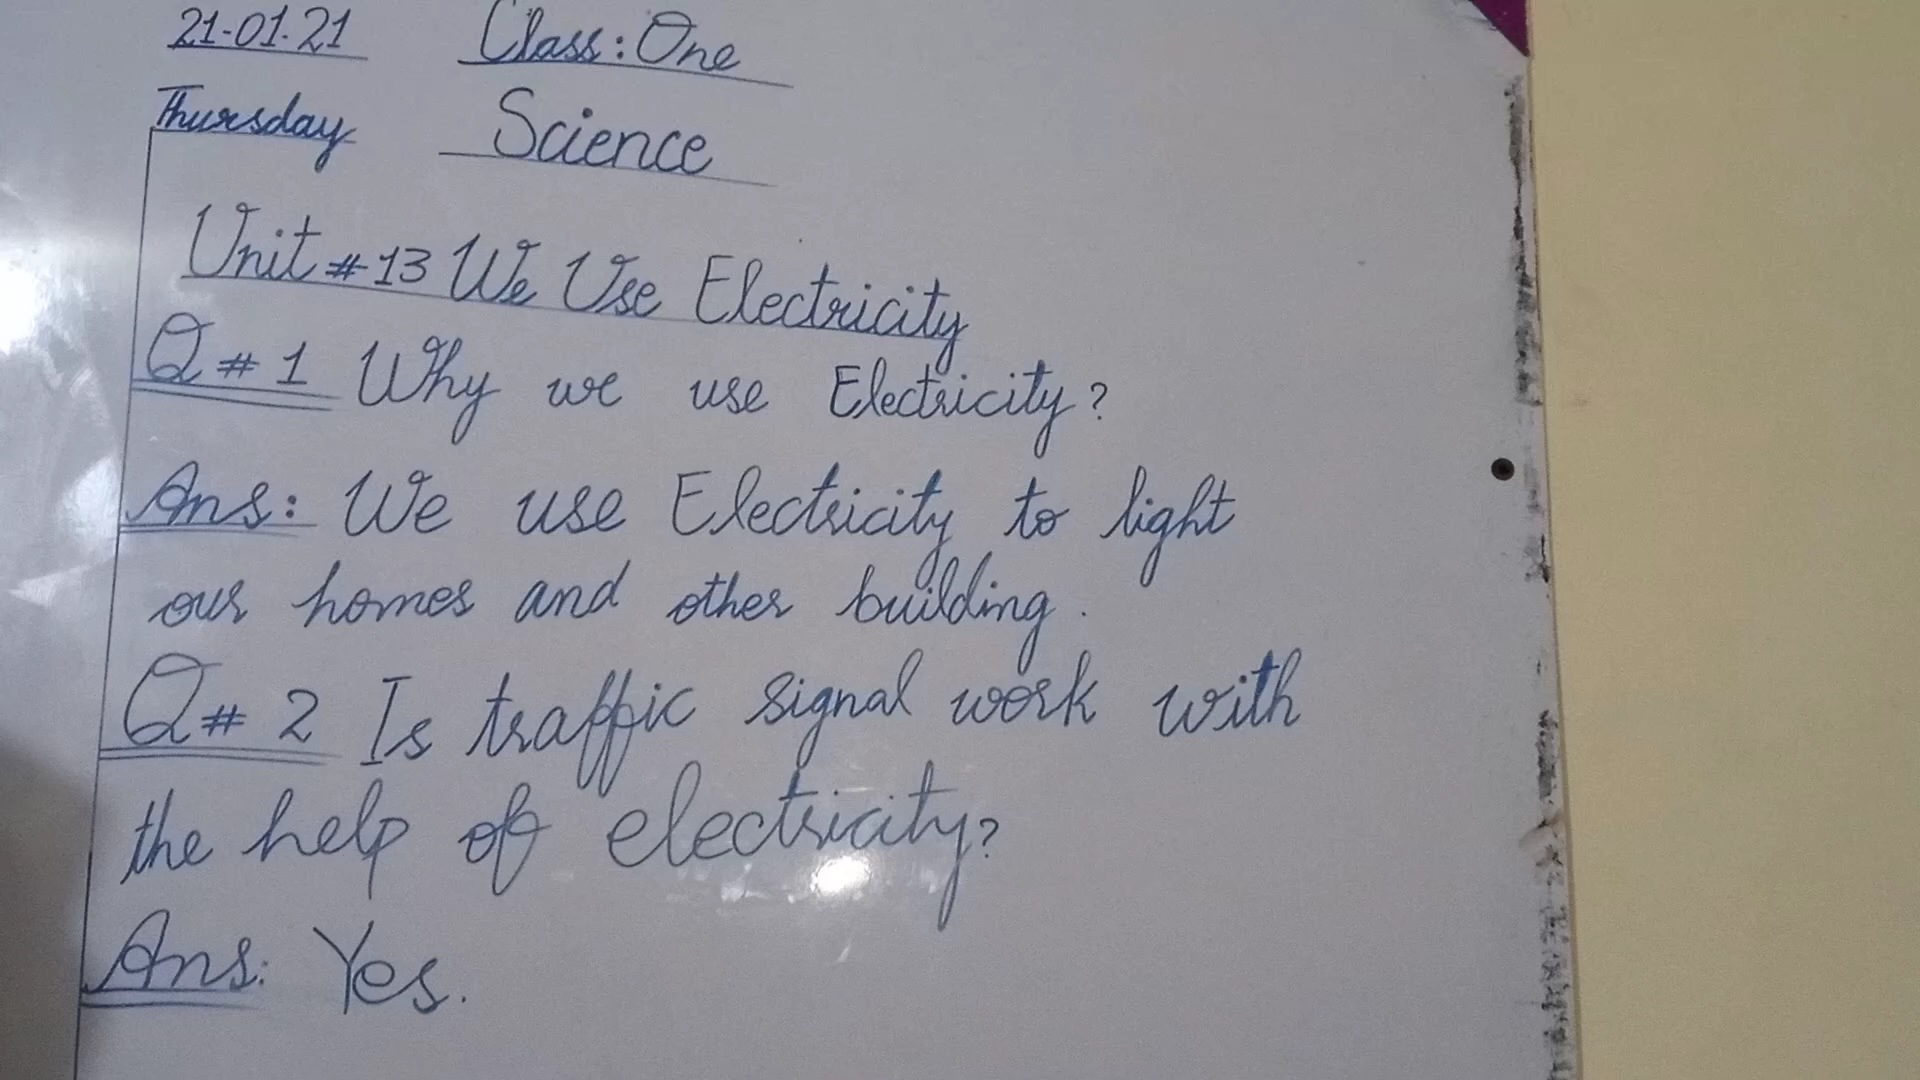 21-01-21 Class: One
Thursday Science
Unit # 13 We Use Electricity
Q # 1 Why we use Electricity?
Ans: We use Electricity to light
our homes and other building.
Q # 2 Is traffic signal work with
the help of electricity?
Ans: Yes.